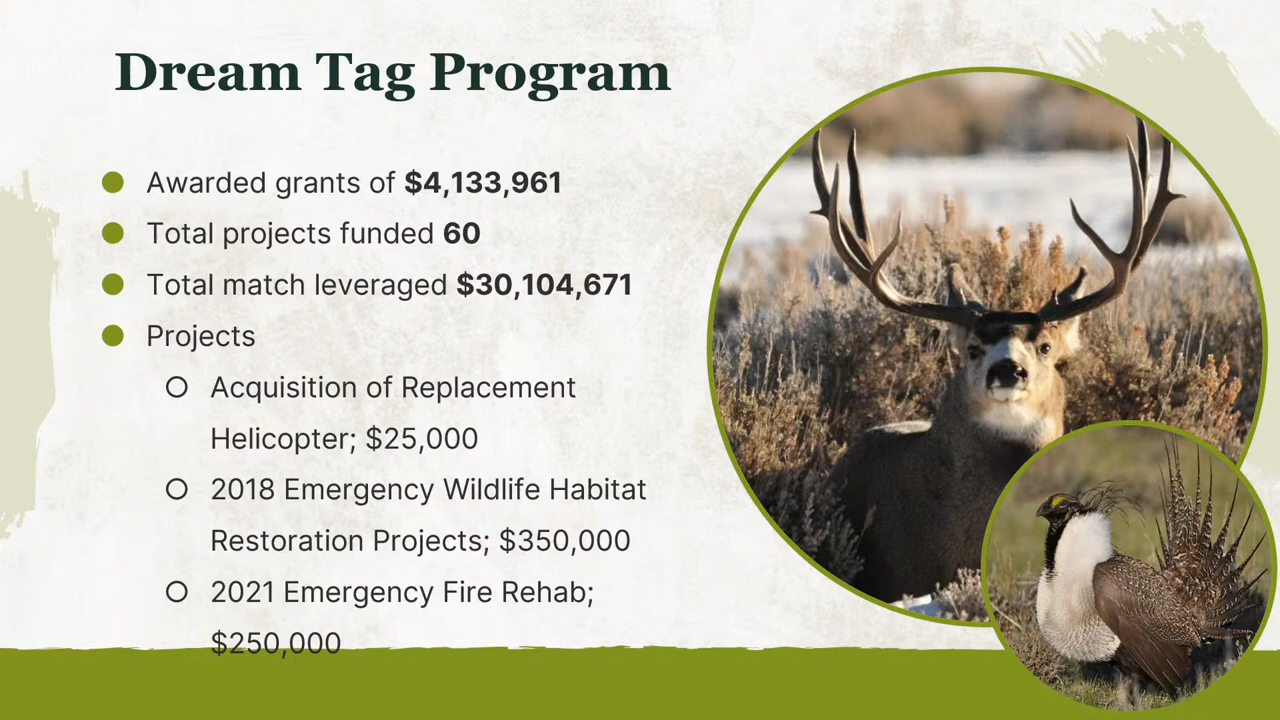 Dream Tag Program
Awarded grants of $4,133,961
Total projects funded 60
Total match leveraged $30,104,671
Projects
Acquisition of Replacement
Helicopter; $25,000
2018 Emergency Wildlife Habitat
Restoration Projects; $350,000
2021 Emergency Fire Rehab;
$250,000